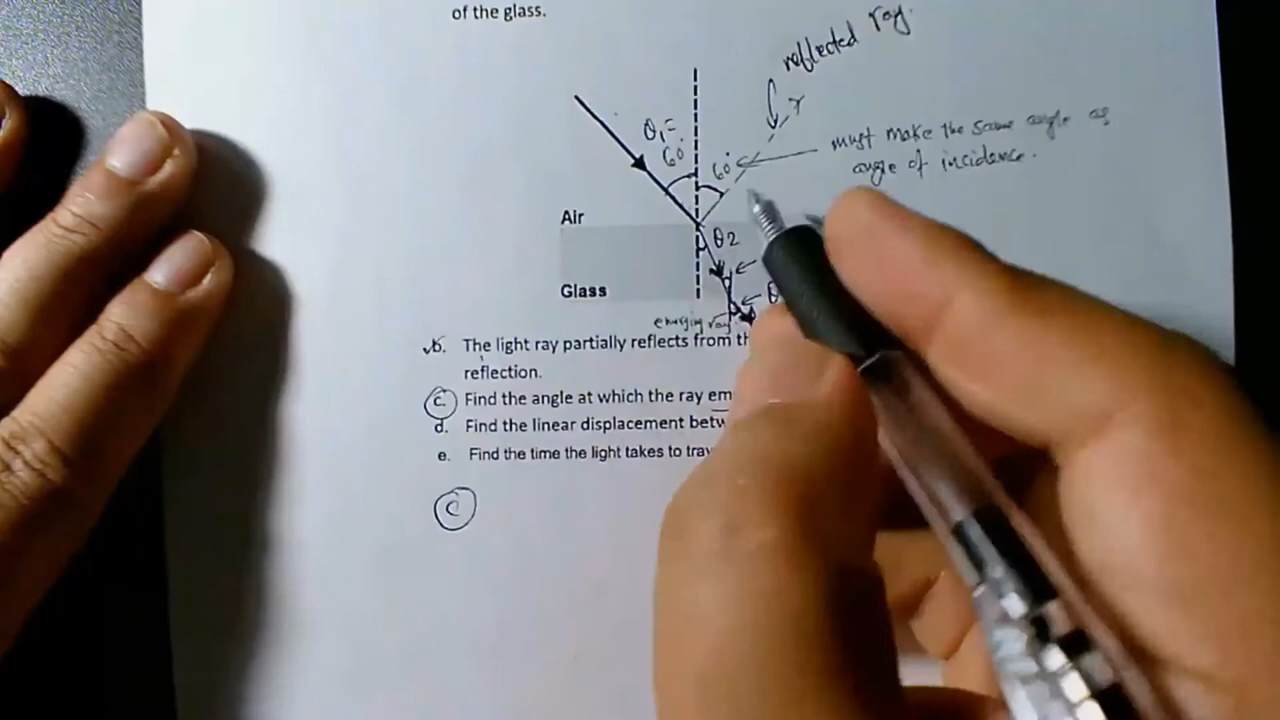 of the glass.
reflected ray.
θ₁=
60°
60°
must make the same angle as
angle of incidence.
Air
θ2
Glass
θ
emerging ray
b. The light ray partially reflects from th
reflection.
c. Find the angle at which the ray em
d. Find the linear displacement betw
e. Find the time the light takes to trav
c